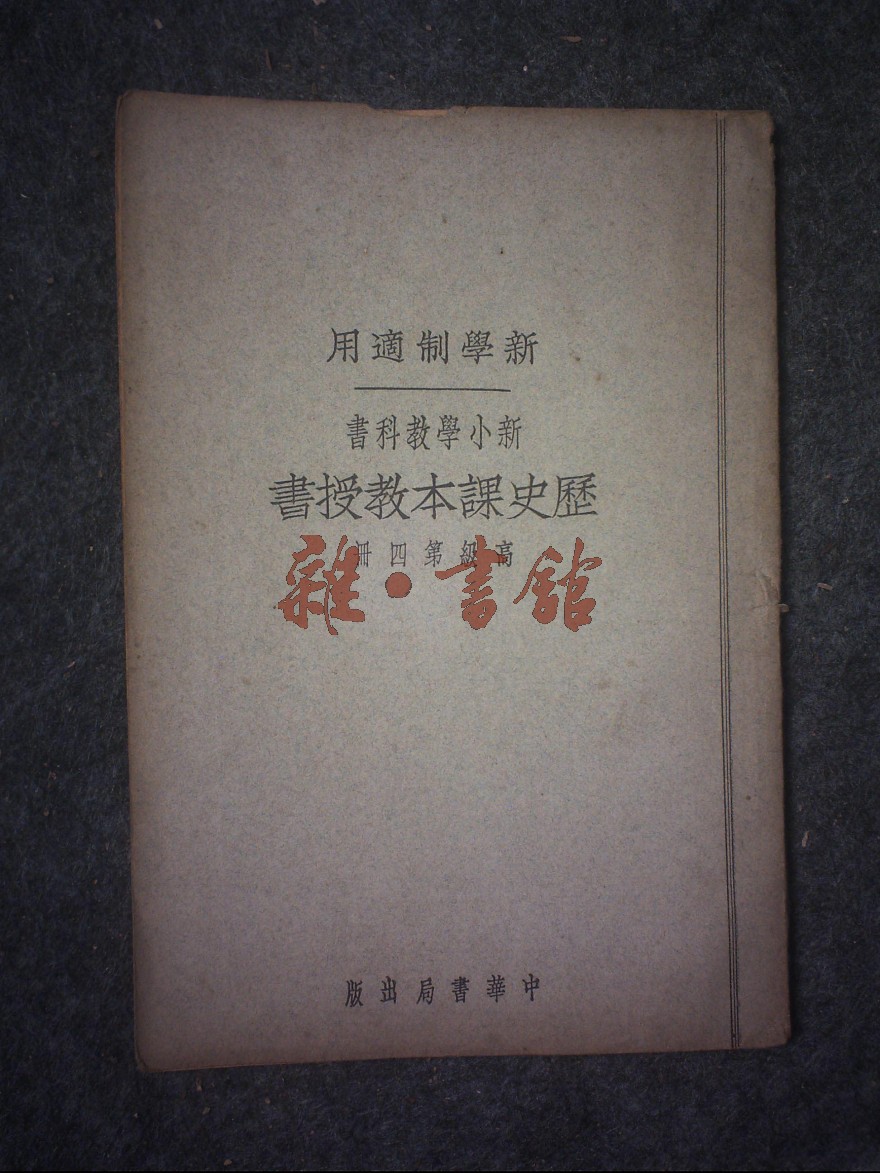 新學制適用
新小學教科書
歷史課本教授書
高級第四冊
雜·書館
中華書局出版